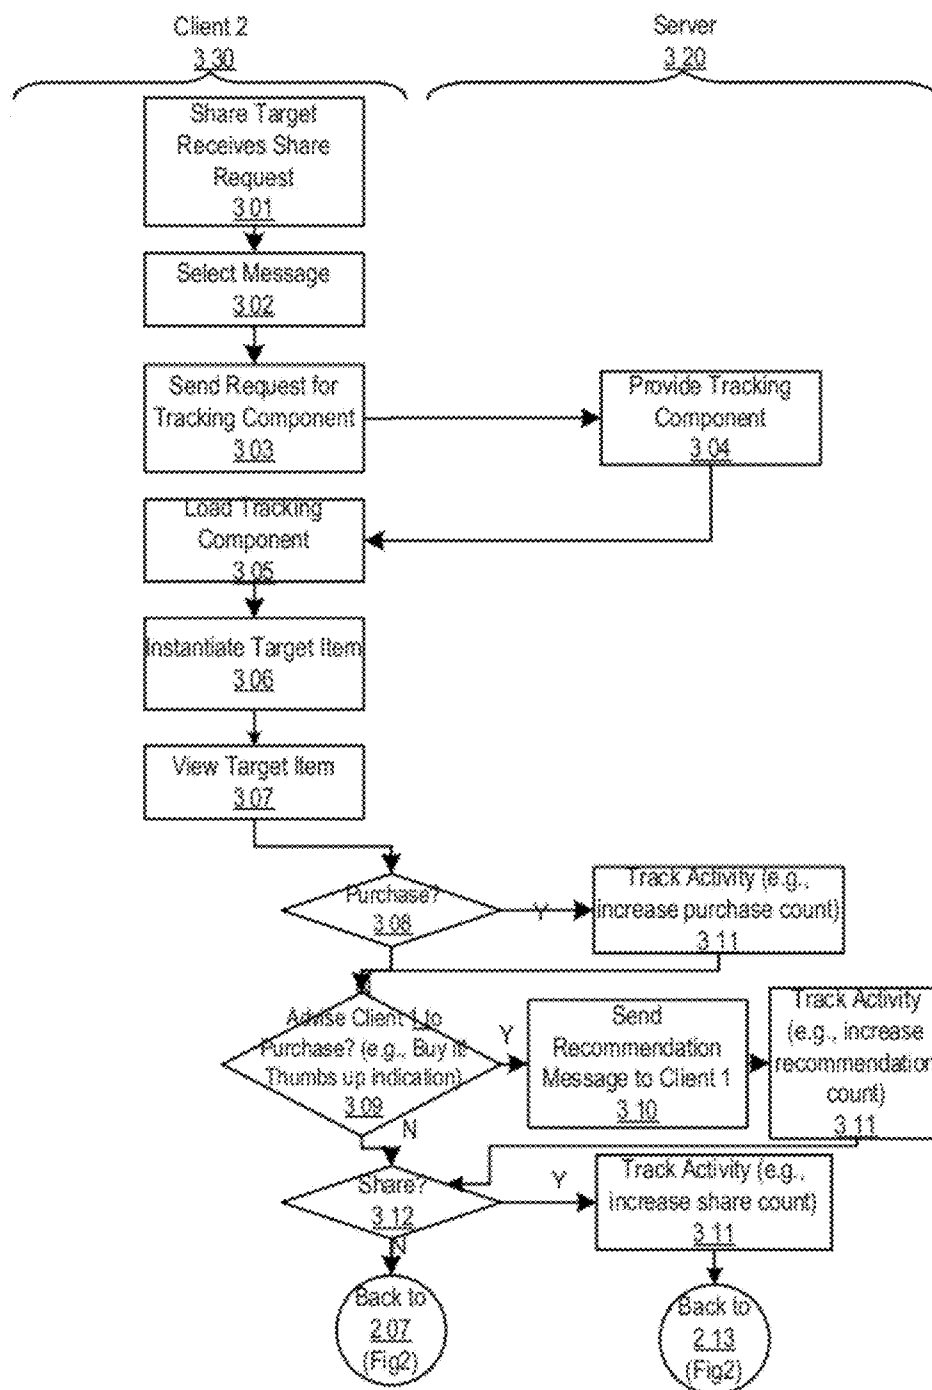 Client 2
3.30
Server
3.20
Share Target
Receives Share
Request
3.01
Select Message
3.02
Send Request for
Tracking Component
3.03
Provide Tracking
Component
3.04
Load Tracking
Component
3.05
Instantiate Target Item
3.06
View Target Item
3.07
Purchase?
3.08
Y
Track Activity (e.g.,
increase purchase count)
3.11
Advise Client 1 to
Purchase? (e.g., Buy it!
Thumbs up indication)
3.09
Y
N
Send
Recommendation
Message to Client 1
3.10
Track Activity
(e.g., increase
recommendation
count)
3.11
Share?
3.12
Y
N
Track Activity (e.g.,
increase share count)
3.11
Back to
2.07
(Fig2)
Back to
2.13
(Fig2)